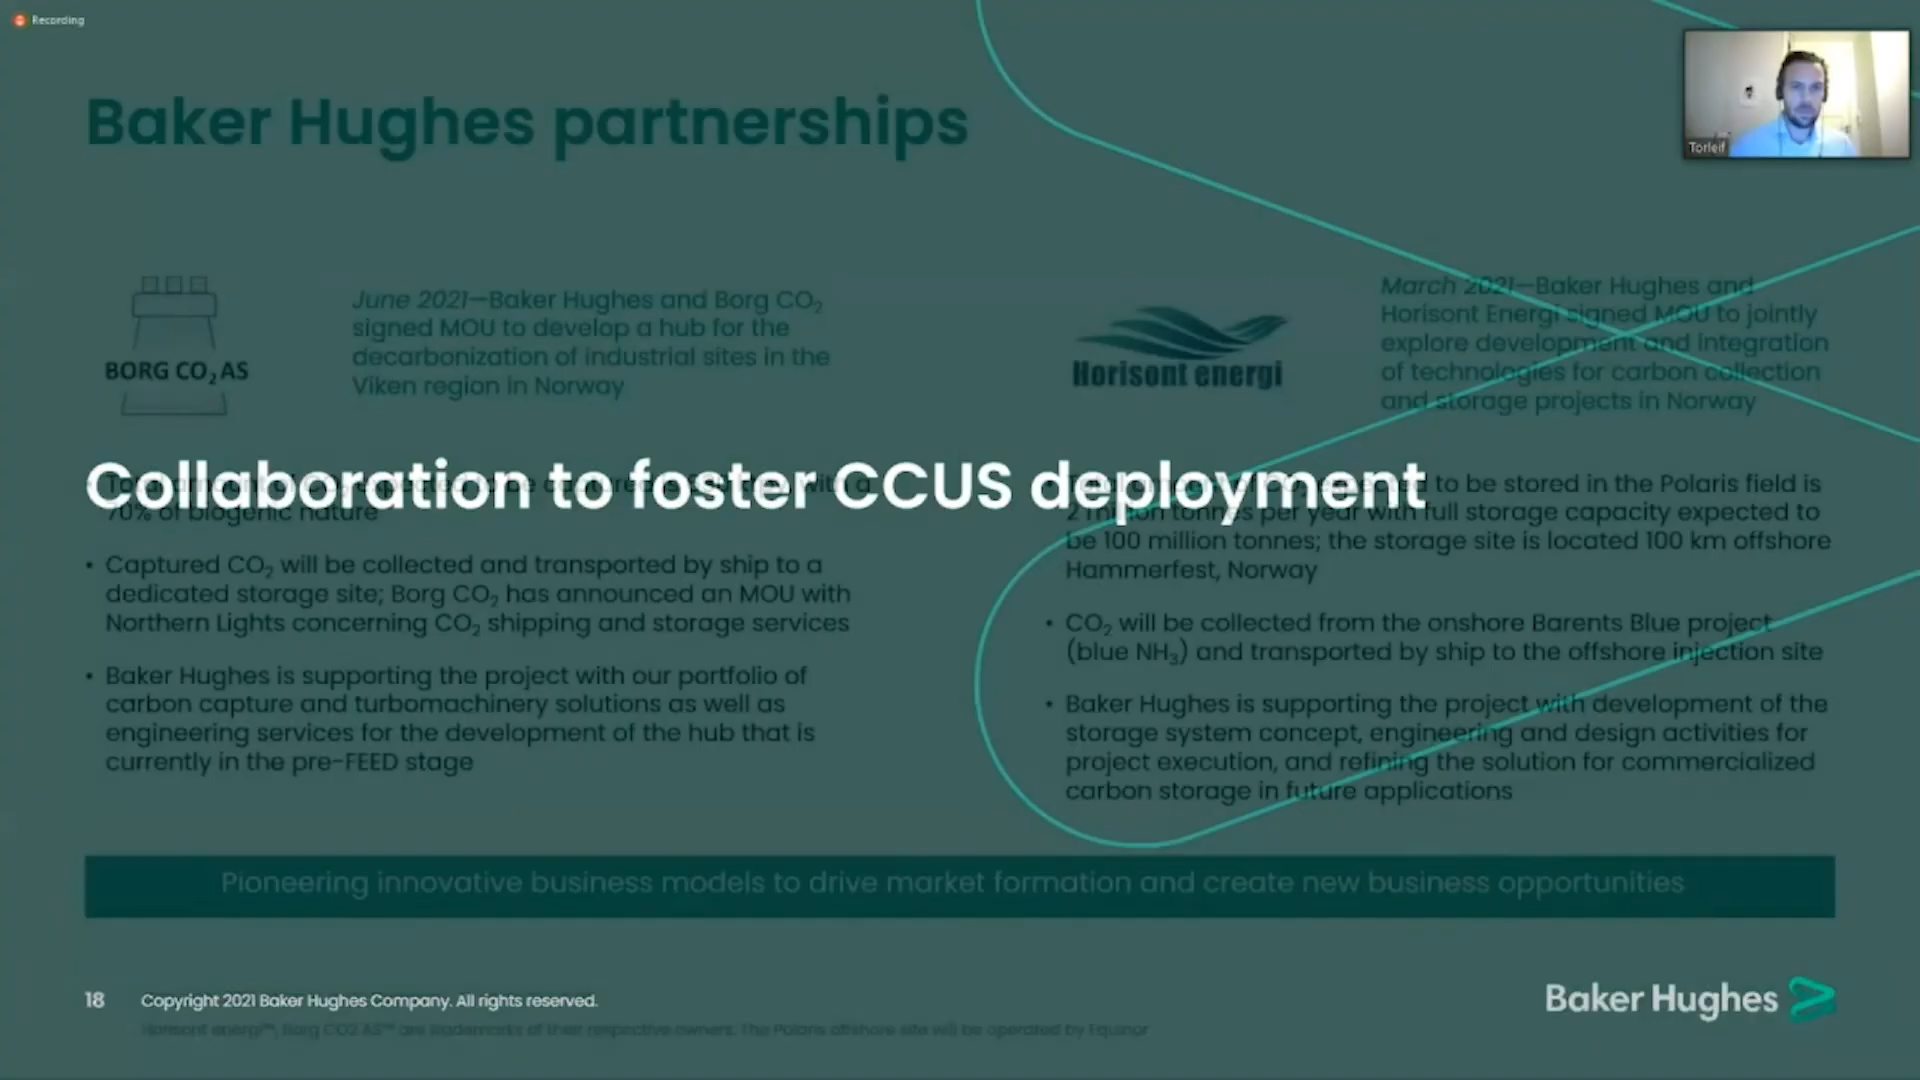 Recording
Torleif
Baker Hughes partnerships
BORG CO₂ AS
June 2021—Baker Hughes and Borg CO₂
signed MOU to develop a hub for the
decarbonization of industrial sites in the
Viken region in Norway
Horisont energi
March 2021—Baker Hughes and
Horisont Energi signed MOU to jointly
explore development and integration
of technologies for carbon collection
and storage projects in Norway
Collaboration to foster CCUS deployment
70% of biogenic nature
• Captured CO₂ will be collected and transported by ship to a
dedicated storage site; Borg CO₂ has announced an MOU with
Northern Lights concerning CO₂ shipping and storage services
• Baker Hughes is supporting the project with our portfolio of
carbon capture and turbomachinery solutions as well as
engineering services for the development of the hub that is
currently in the pre-FEED stage
to be stored in the Polaris field is
2 million tonnes per year with full storage capacity expected to
be 100 million tonnes; the storage site is located 100 km offshore
Hammerfest, Norway
• CO₂ will be collected from the onshore Barents Blue project
(blue NH₃) and transported by ship to the offshore injection site
• Baker Hughes is supporting the project with development of the
storage system concept, engineering and design activities for
project execution, and refining the solution for commercialized
carbon storage in future applications
Pioneering innovative business models to drive market formation and create new business opportunities
18 Copyright 2021 Baker Hughes Company. All rights reserved.
Horisont energi™, Borg CO2 AS™ are trademarks of their respective owners. The Polaris offshore site will be operated by Equinor
Baker Hughes